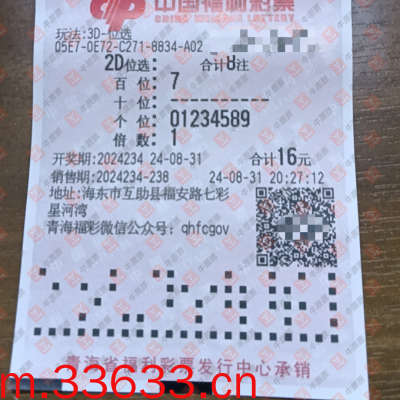 中国福利彩票
CHINA WELFARE LOTTERY
玩法:3D-位选
05E7-0E72-C271-8834-A02
2D位选: 合计8注
百 位: 7
十 位: ----------
个 位: 01234589
倍 数: 1
开奖期:2024234 24-08-31 合计16元
销售期:2024234-238 24-08-31 20:27:12
地址:海东市互助县福安路七彩
星河湾
青海福彩微信公众号: qhfcgov
青海省福利彩票发行中心承销
m.33633.cn